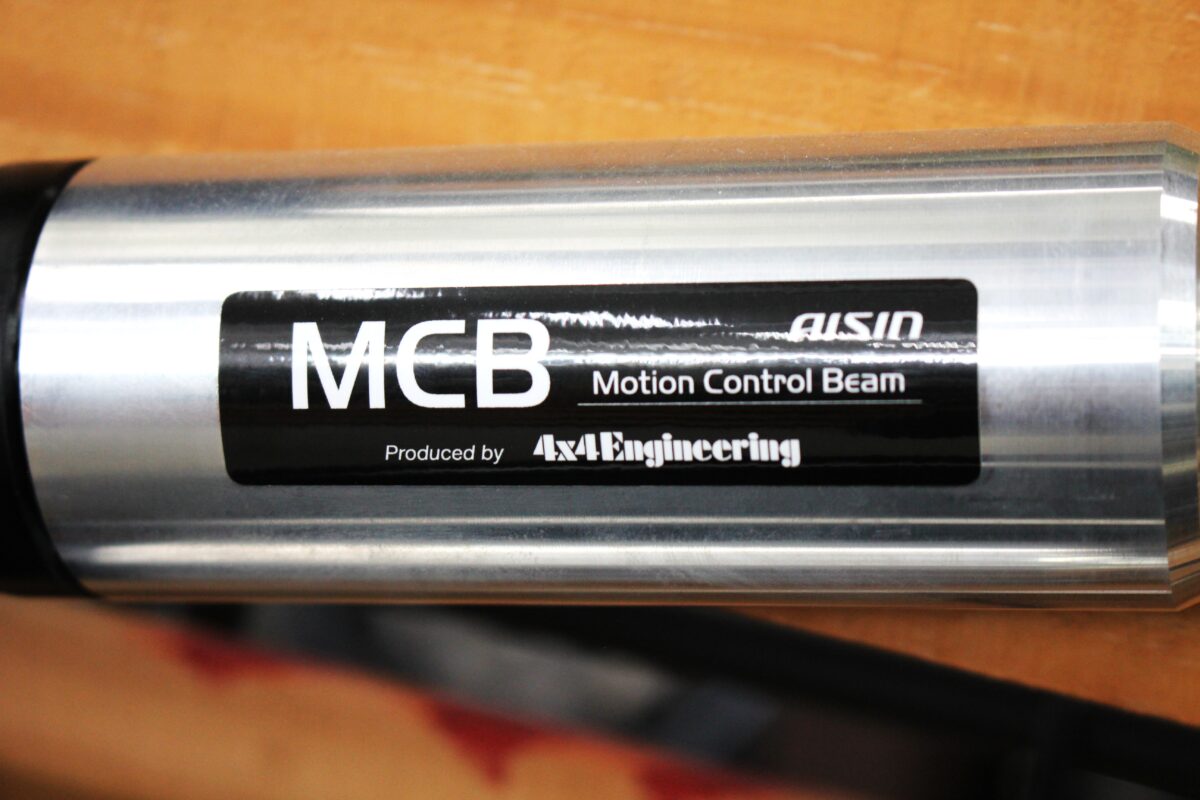 MCB
AISIN
Motion Control Beam
Produced by 4x4Engineering